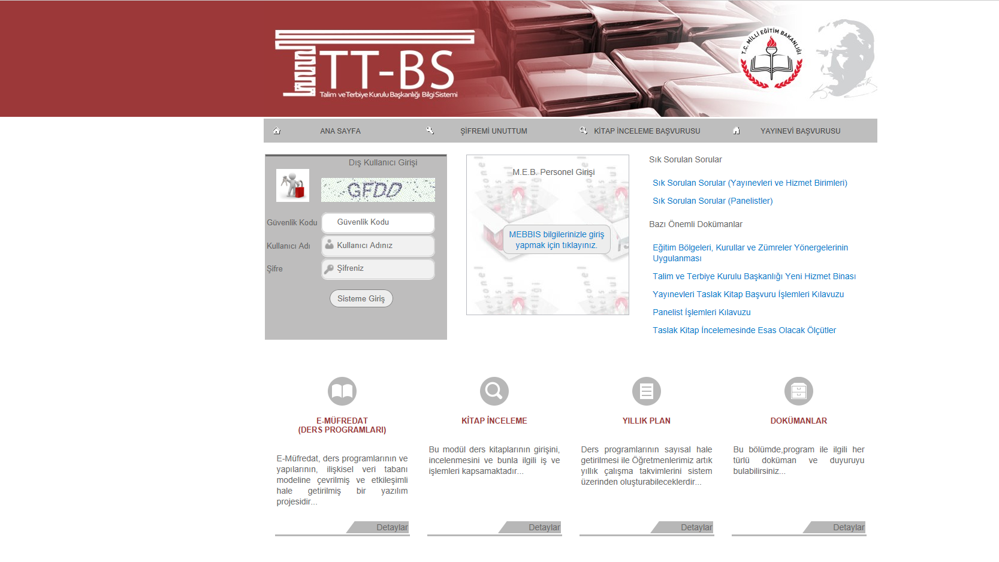 TT-BS
Talim ve Terbiye Kurulu Başkanlığı Bilgi Sistemi
T.C. MİLLİ EĞİTİM BAKANLIĞI
ANA SAYFA
ŞİFREMİ UNUTTUM
KİTAP İNCELEME BAŞVURUSU
YAYINEVİ BAŞVURUSU
Dış Kullanıcı Girişi
GFDD
Güvenlik Kodu
Güvenlik Kodu
Kullanıcı Adı
Kullanıcı Adınız
Şifre
Şifreniz
Sisteme Giriş
M.E.B. Personel Girişi
MEBBIS bilgilerinizle giriş
yapmak için tıklayınız.
Sık Sorulan Sorular
Sık Sorulan Sorular (Yayınevleri ve Hizmet Birimleri)
Sık Sorulan Sorular (Panelistler)
Bazı Önemli Dokümanlar
Eğitim Bölgeleri, Kurullar ve Zümreler Yönergelerinin
Uygulanması
Talim ve Terbiye Kurulu Başkanlığı Yeni Hizmet Binası
Yayınevleri Taslak Kitap Başvuru İşlemleri Kılavuzu
Panelist İşlemleri Kılavuzu
Taslak Kitap İncelemesinde Esas Olacak Ölçütler
E-MÜFREDAT
(DERS PROGRAMLARI)
E-Müfredat, ders programlarının ve
yapılarının, ilişkisel veri tabanı
modeline çevrilmiş ve etkileşimli
hale getirilmiş bir yazılım
projesidir...
Detaylar
KİTAP İNCELEME
Bu modül ders kitaplarının girişini,
incelenmesini ve bunla ilgili iş ve
işlemleri kapsamaktadır...
Detaylar
YILLIK PLAN
Ders programlarının sayısal hale
getirilmesi ile Öğretmenlerimiz artık
yıllık çalışma takvimlerini sistem
üzerinden oluşturabileceklerdir...
Detaylar
DOKÜMANLAR
Bu bölümde,program ile ilgili her
türlü doküman ve duyuruyu
bulabilirsiniz...
Detaylar